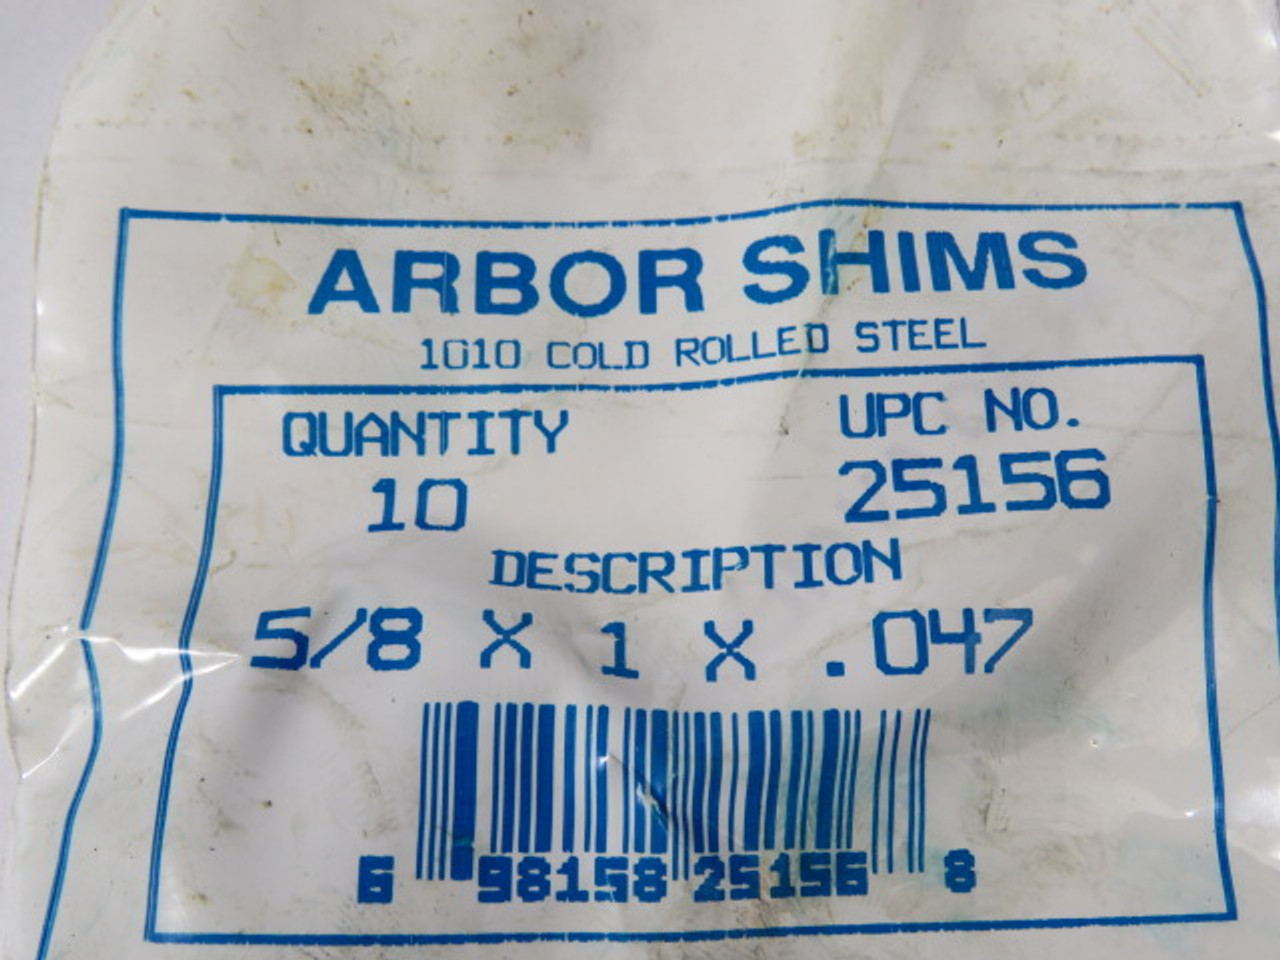 ARBOR SHIMS
1010 COLD ROLLED STEEL
QUANTITY UPC NO.
10 25156
DESCRIPTION
5/8 X 1 X .047
6 98158 25156 8